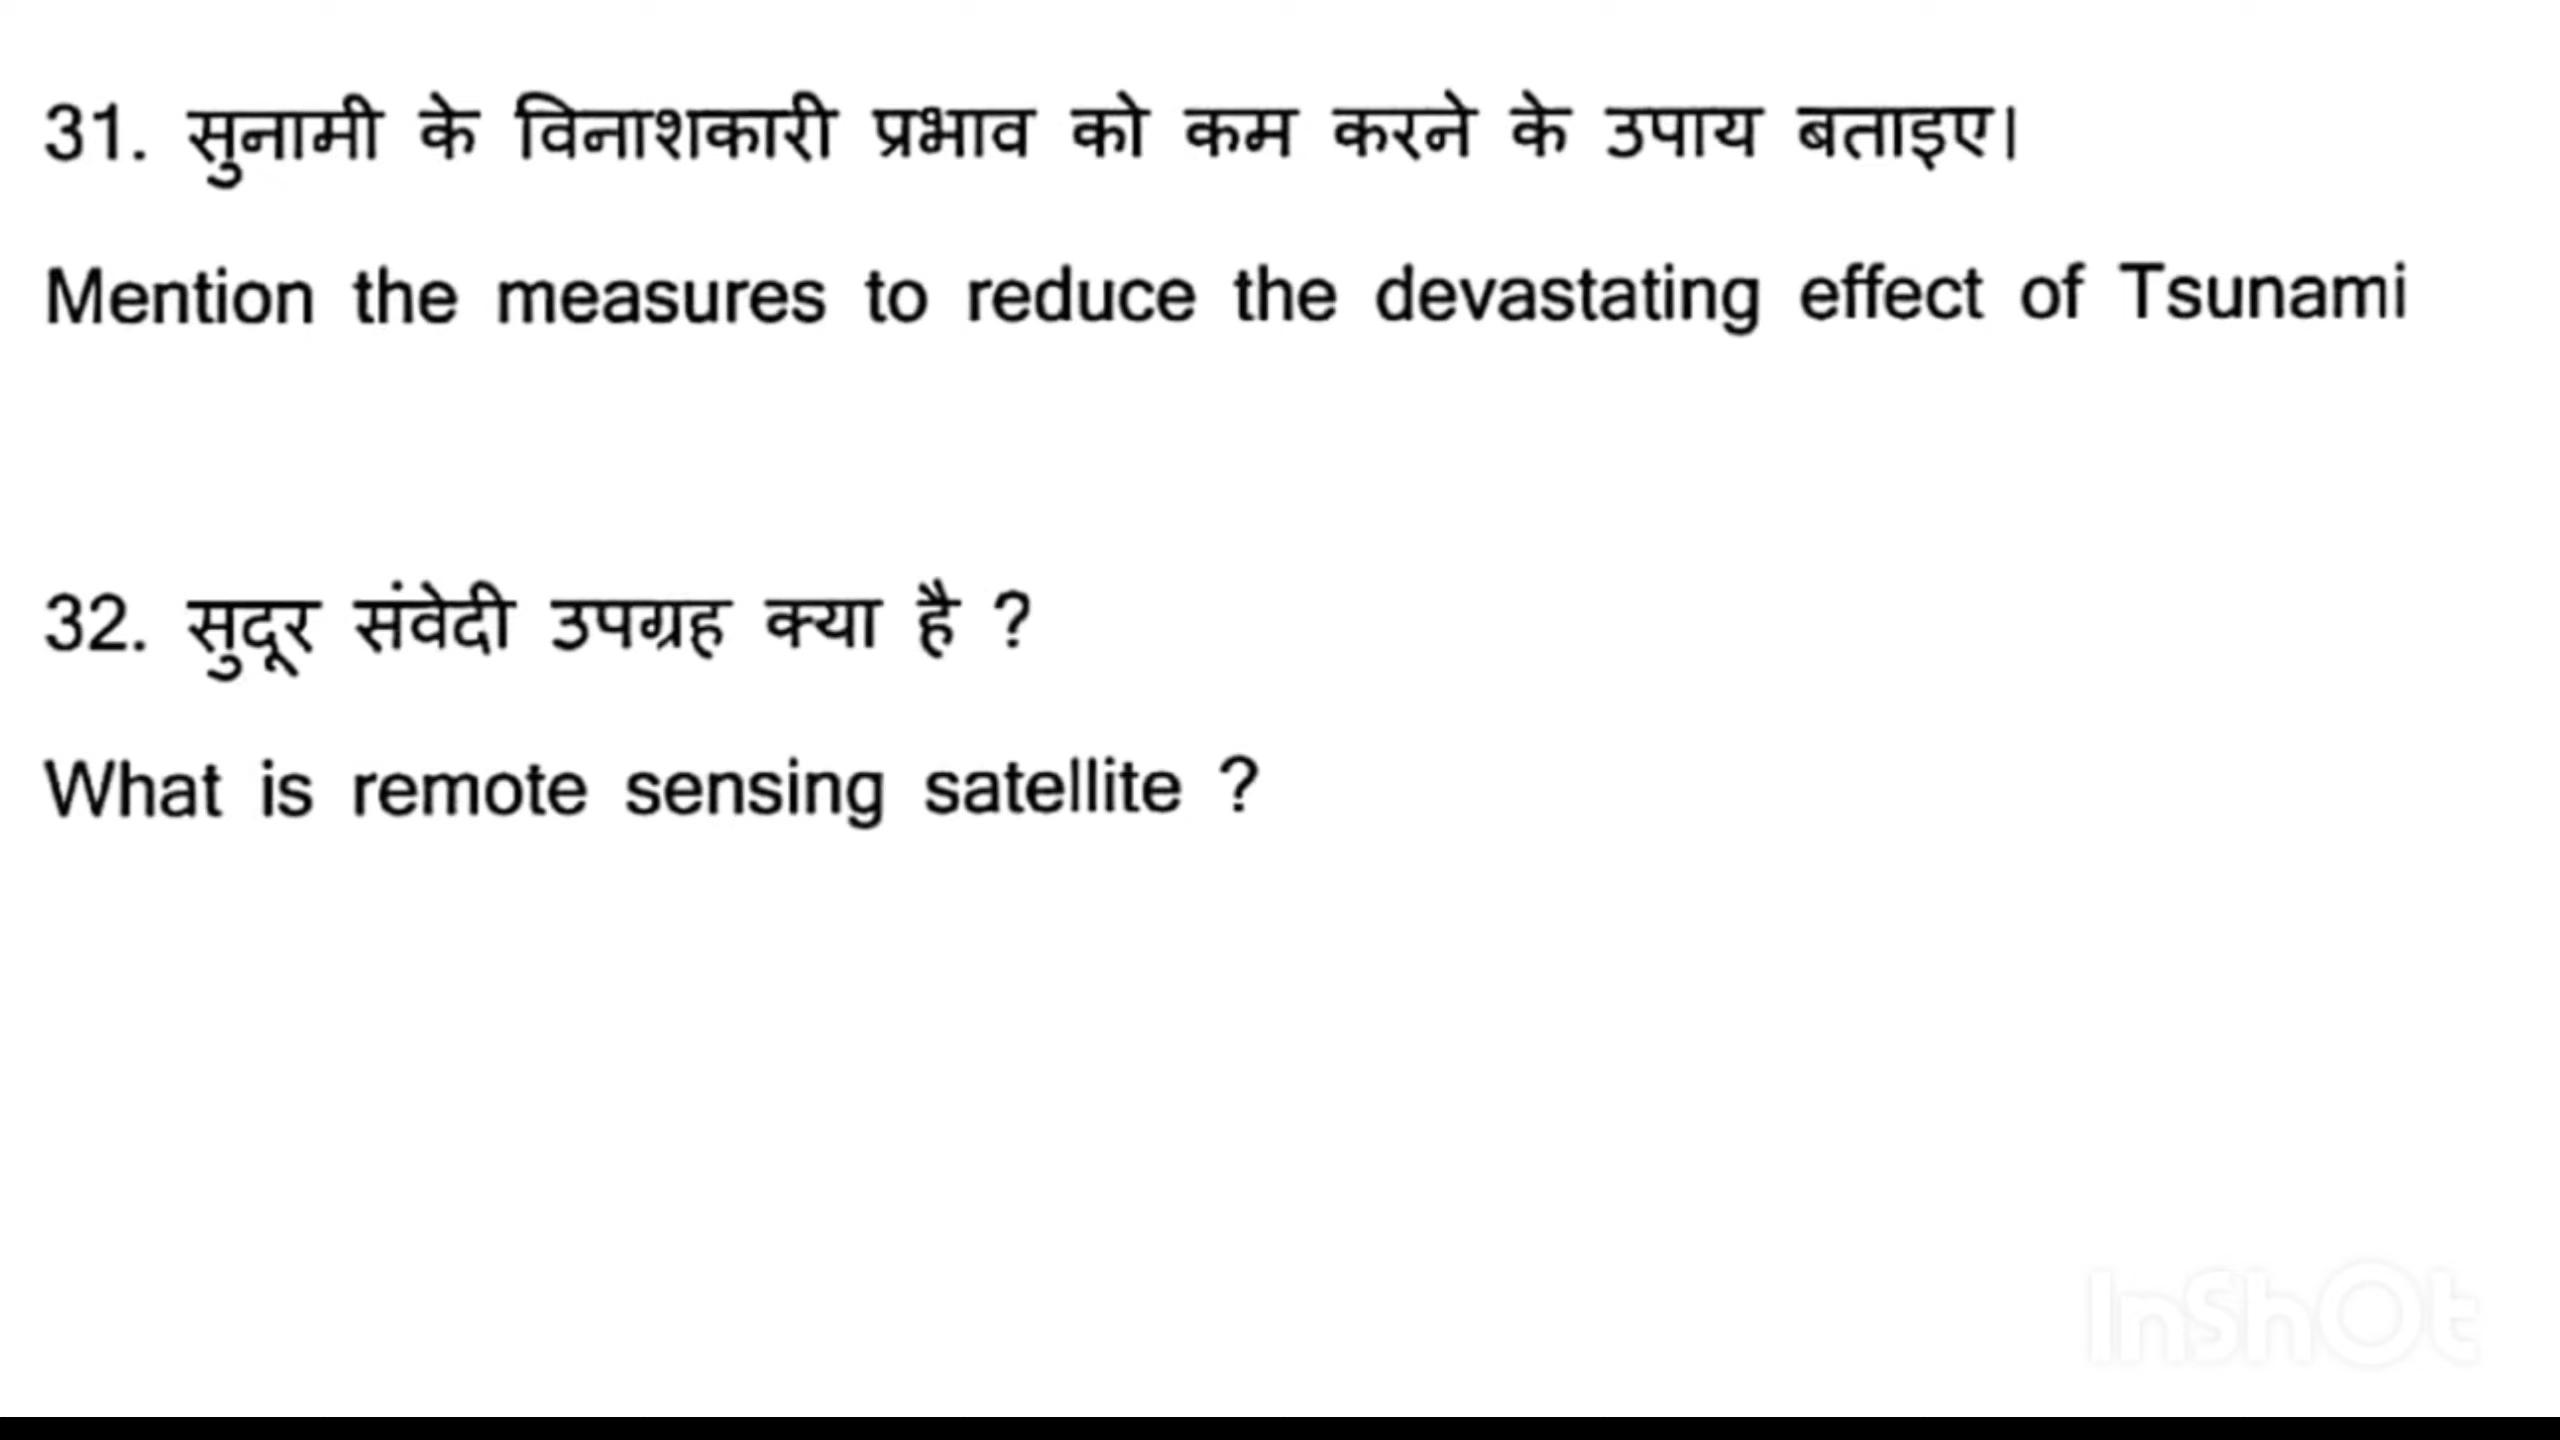 31. सुनामी के विनाशकारी प्रभाव को कम करने के उपाय बताइए।
Mention the measures to reduce the devastating effect of Tsunami
32. सुदूर संवेदी उपग्रह क्या है ?
What is remote sensing satellite ?
InShOt